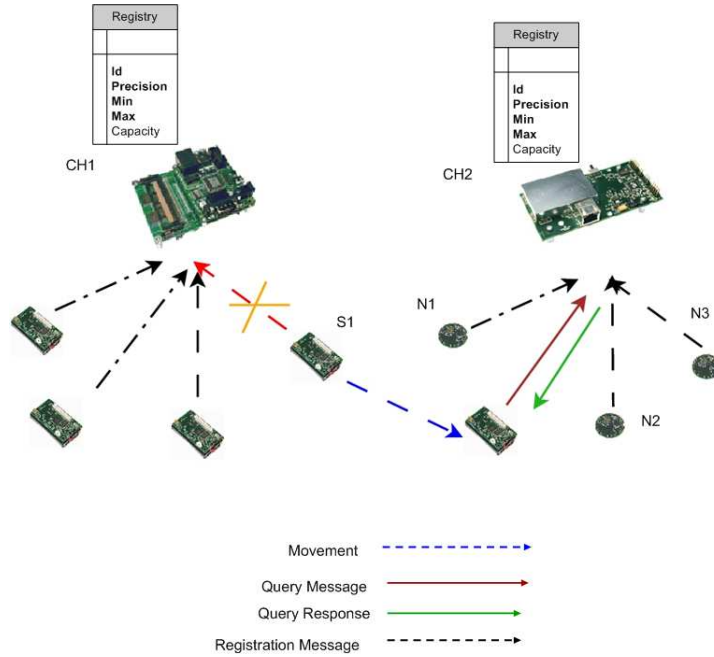 Registry
Id
Precision
Min
Max
Capacity
CH1
Registry
Id
Precision
Min
Max
Capacity
CH2
S1
N1
N3
N2
Movement
Query Message
Query Response
Registration Message